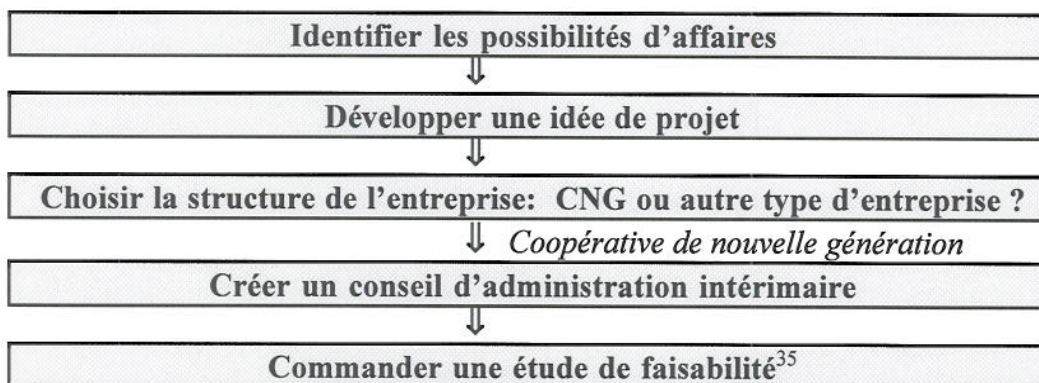 Identifier les possibilités d'affaires
Développer une idée de projet
Choisir la structure de l'entreprise: CNG ou autre type d'entreprise ?
Coopérative de nouvelle génération
Créer un conseil d'administration intérimaire
Commander une étude de faisabilité³⁵